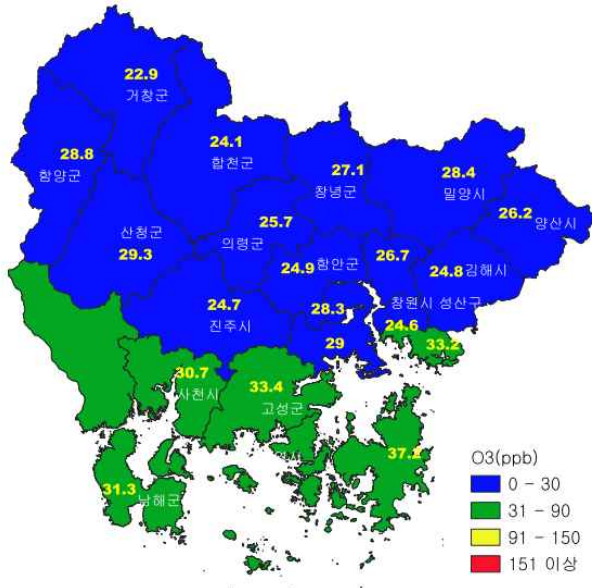 22.9
거창군
24.1
합천군
28.8
함양군
27.1
창녕군
28.4
밀양시
26.2
양산시
산청군
29.3
25.7
의령군
함안군
24.9
26.7
24.8
김해시
24.7
진주시
28.3
창원시 성산구
29
24.6
33.2
30.7
사천시
33.4
고성군
37.2
31.3
남해군
O3(ppb)
0 - 30
31 - 90
91 - 150
151 이상